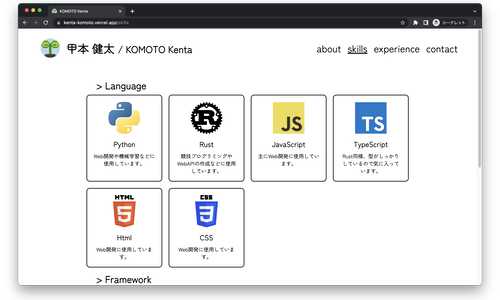 KOMOTO Kenta
kenta-komoto.vercel.app/skills
シークレット
甲本 健太 / KOMOTO Kenta
about skills experience contact
> Language
Python
Web開発や機械学習などに
使用しています。
Rust
競技プログラミングや
WebAPIの作成などに使用
しています。
JS
JavaScript
主にWeb開発に使用してい
ます。
TS
TypeScript
Rust同様、型がしっかり
しているので気に入って
います。
HTML
5
Html
Web開発に使用していま
す。
CSS
3
CSS
Web開発に使用していま
す。
> Framework